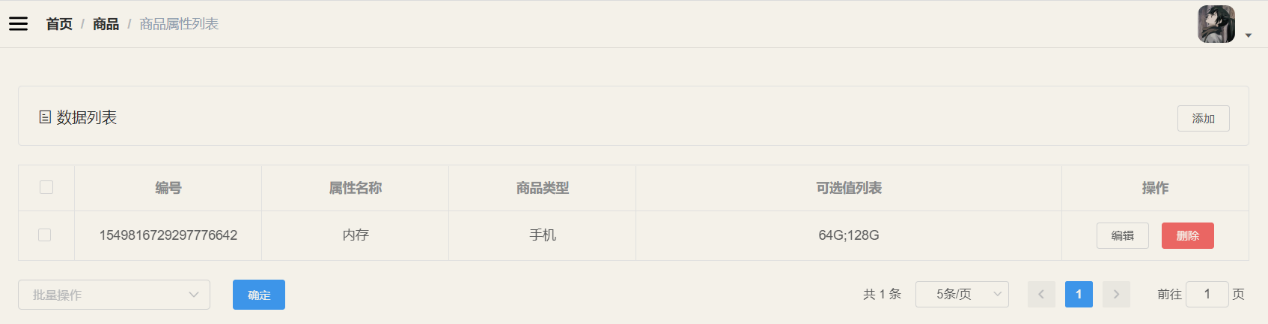 首页 / 商品 / 商品属性列表
数据列表 添加
编号 属性名称 商品类型 可选值列表 操作
1549816729297776642 内存 手机 64G;128G 编辑 删除
批量操作 确定 共 1 条 5条/页 1 前往 1 页